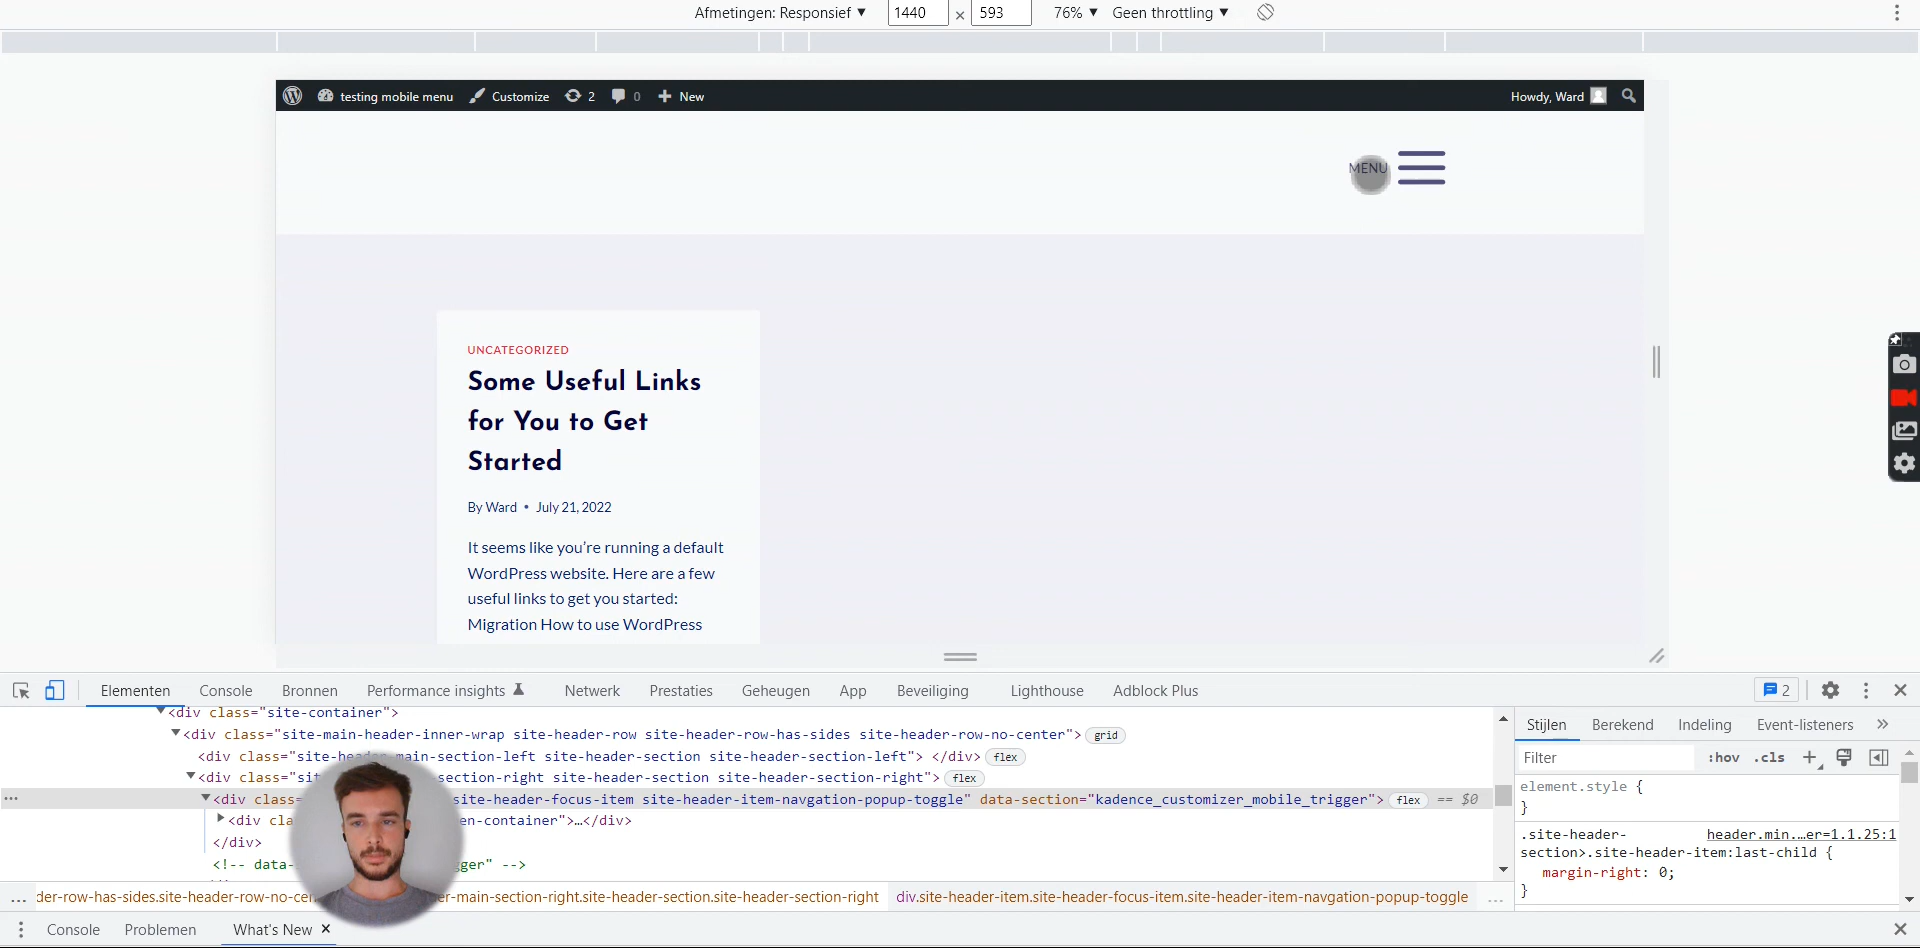 Afmetingen: Responsief ▼ 1440 × 593 76% ▼ Geen throttling ▼
testing mobile menu Customize 2 0 New Howdy, Ward
MENU
UNCATEGORIZED
Some Useful Links
for You to Get
Started
By Ward • July 21, 2022
It seems like you’re running a default
WordPress website. Here are a few
useful links to get you started:
Migration How to use WordPress
Elementen Console Bronnen Performance insights Netwerk Prestaties Geheugen App Beveiliging Lighthouse Adblock Plus 2
<div class="site-container">
<div class="site-main-header-inner-wrap site-header-row site-header-row-has-sides site-header-row-no-center"> grid
<div class="site-header-main-section-left site-header-section site-header-section-left"> </div> flex
<div class="sit section-right site-header-section site-header-section-right"> flex
<div class= site-header-focus-item site-header-item-navgation-popup-toggle" data-section="kadence_customizer_mobile_trigger"> flex == $0
<div cla en-container">…</div>
</div>
<!-- data- gger" -->
... der-row-has-sides.site-header-row-no-cen er-main-section-right.site-header-section.site-header-section-right div.site-header-item.site-header-focus-item.site-header-item-navgation-popup-toggle ...
Stijlen Berekend Indeling Event-listeners »
Filter :hov .cls +
element.style {
}
.site-header- header.min.…er=1.1.25:1
section>.site-header-item:last-child {
margin-right: 0;
}
Console Problemen What's New ×